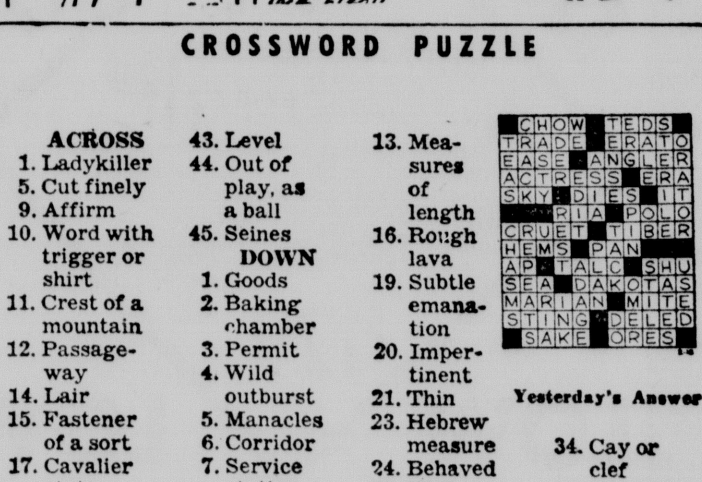 CROSSWORD PUZZLE
ACROSS
1. Ladykiller
5. Cut finely
9. Affirm
10. Word with
trigger or
shirt
11. Crest of a
mountain
12. Passage-
way
14. Lair
15. Fastener
of a sort
17. Cavalier
43. Level
44. Out of
play, as
a ball
45. Seines
DOWN
1. Goods
2. Baking
chamber
3. Permit
4. Wild
outburst
5. Manacles
6. Corridor
7. Service
13. Mea-
sures
of
length
16. Rough
lava
19. Subtle
emana-
tion
20. Imper-
tinent
21. Thin
23. Hebrew
measure
24. Behaved
CHOW TEDS
TRADE ERATO
EASE ANGLER
ACTRESS ERA
SKY DIES IT
RIA POLO
CRUET TIBER
HEMS PAN
AP TALC SHU
SEA DAKOTAS
MARIAN MITE
STING DELED
SAKE ORES
Yesterday's Answer
34. Cay or
clef